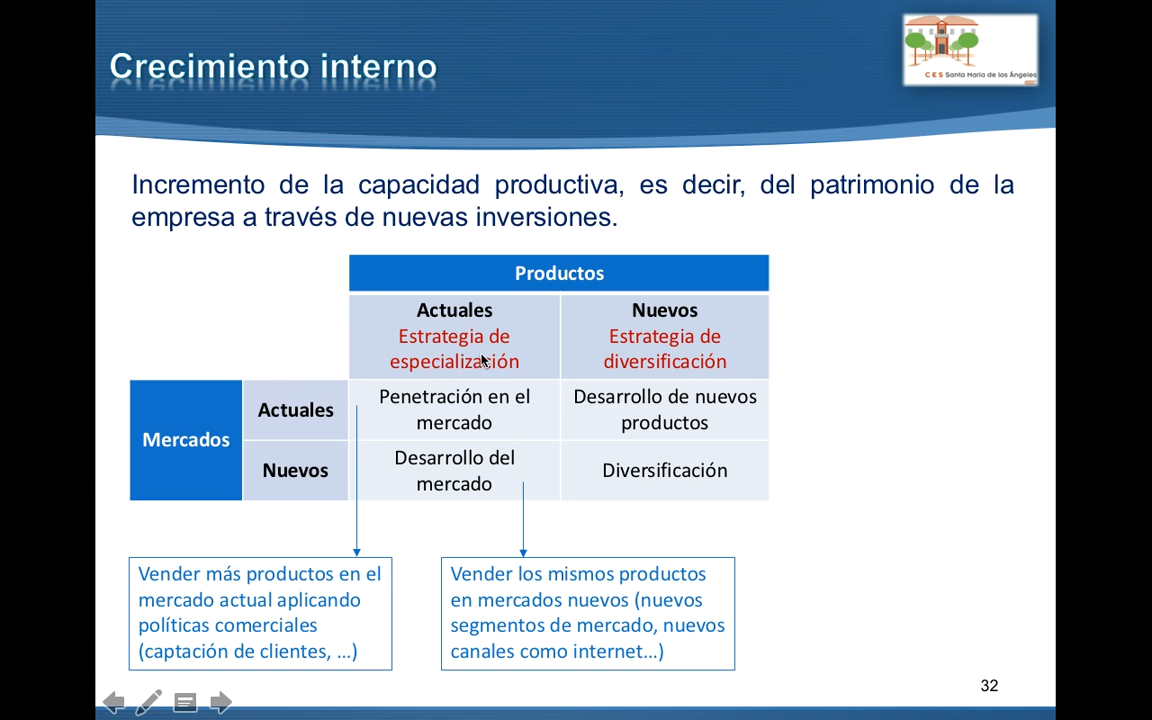 Crecimiento interno
CES Santa María de los Ángeles
Incremento de la capacidad productiva, es decir, del patrimonio de la
empresa a través de nuevas inversiones.
Productos
Actuales
Estrategia de
especialización
Nuevos
Estrategia de
diversificación
Mercados
Actuales
Penetración en el
mercado
Desarrollo de nuevos
productos
Nuevos
Desarrollo del
mercado
Diversificación
Vender más productos en el
mercado actual aplicando
políticas comerciales
(captación de clientes, ...)
Vender los mismos productos
en mercados nuevos (nuevos
segmentos de mercado, nuevos
canales como internet...)
32